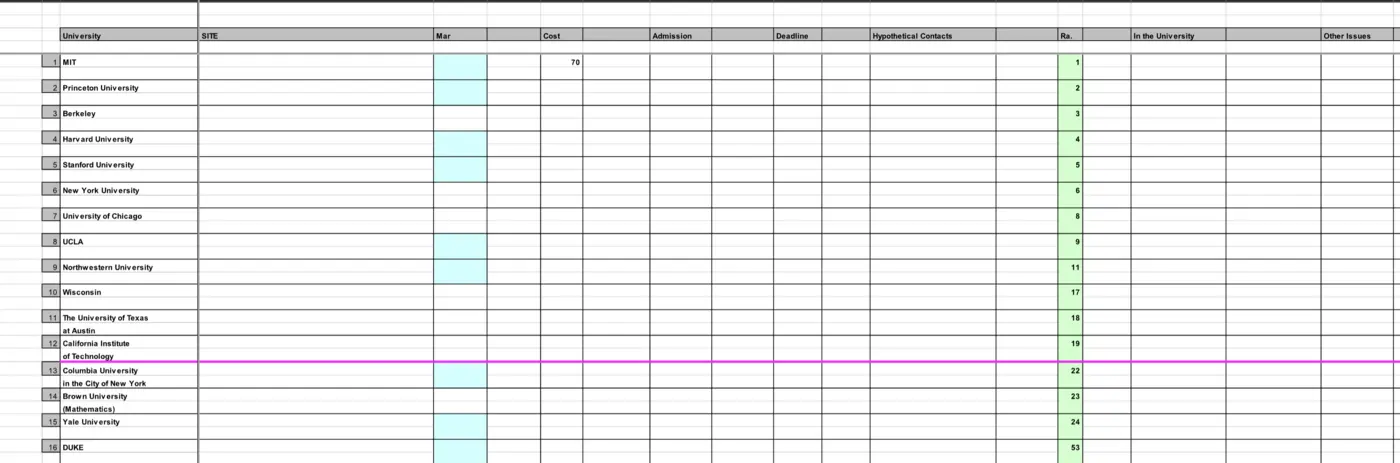 University SITE Mar Cost Admission Deadline Hypothetical Contacts Ra. In the University Other Issues
1 MIT 70 1
2 Princeton University 2
3 Berkeley 3
4 Harvard University 4
5 Stanford University 5
6 New York University 6
7 University of Chicago 8
8 UCLA 9
9 Northwestern University 11
10 Wisconsin 17
11 The University of Texas 18
at Austin
12 California Institute 19
of Technology
13 Columbia University 22
in the City of New York
14 Brown University 23
(Mathematics)
15 Yale University 24
16 DUKE 53